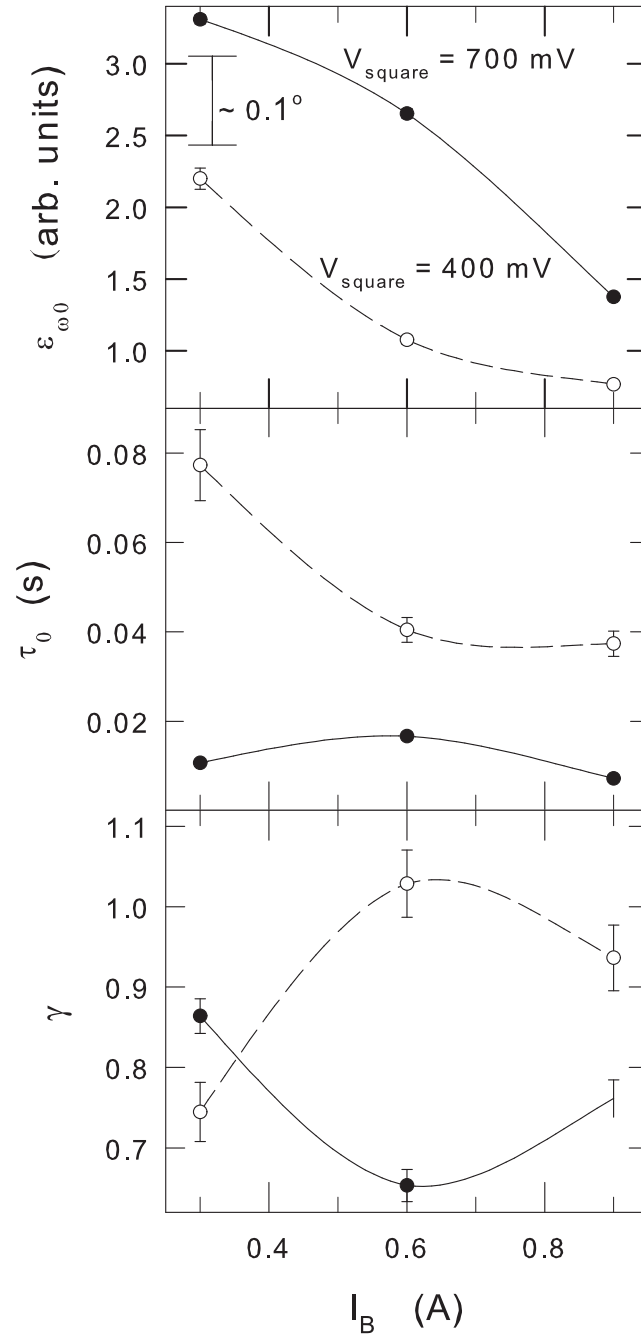 ε_ω0 (arb. units)
3.0
2.5
2.0
1.5
1.0
V_square = 700 mV
~ 0.1°
V_square = 400 mV
τ_0 (s)
0.08
0.06
0.04
0.02
γ
1.1
1.0
0.9
0.8
0.7
0.4 0.6 0.8
I_B (A)